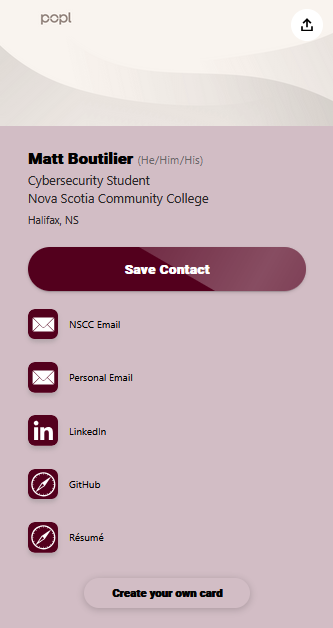 popl
Matt Boutilier (He/Him/His)
Cybersecurity Student
Nova Scotia Community College
Halifax, NS
Save Contact
NSCC Email
Personal Email
in LinkedIn
GitHub
Résumé
Create your own card